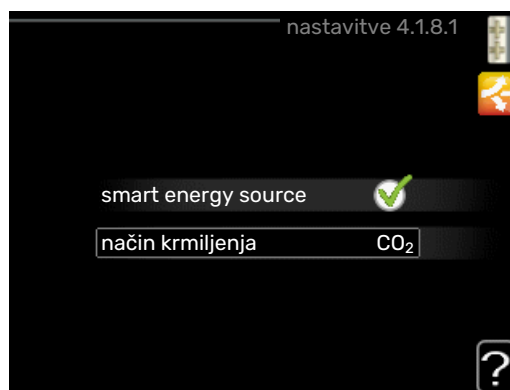 nastavitve 4.1.8.1
smart energy source
način krmiljenja CO₂
?